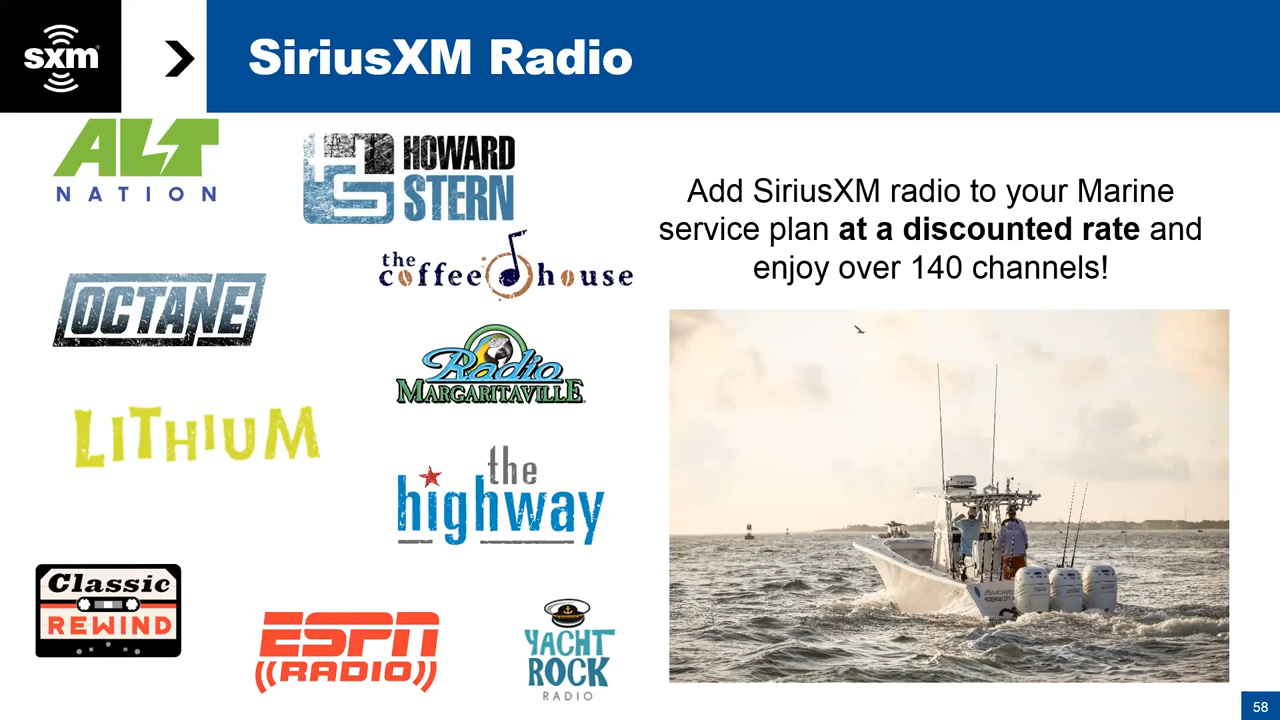 sxm
SiriusXM Radio
ALT
NATION
HOWARD
STERN
the
coffee house
OCTANE
Radio
MARGARITAVILLE
LITHIUM
the
highway
Classic
REWIND
ESPN
RADIO
YACHT
ROCK
RADIO
Add SiriusXM radio to your Marine
service plan at a discounted rate and
enjoy over 140 channels!
58